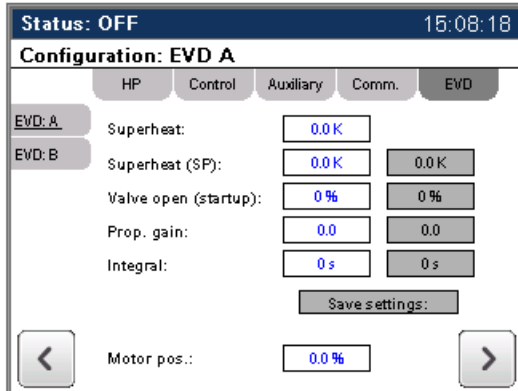 Status: OFF 15:08:18
Configuration: EVD A
HP Control Auxiliary Comm. EVD
EVD: A
EVD: B
Superheat: 0.0 K
Superheat (SP): 0.0 K 0.0 K
Valve open (startup): 0 % 0 %
Prop. gain: 0.0 0.0
Integral: 0 s 0 s
Save settings:
Motor pos.: 0.0 %